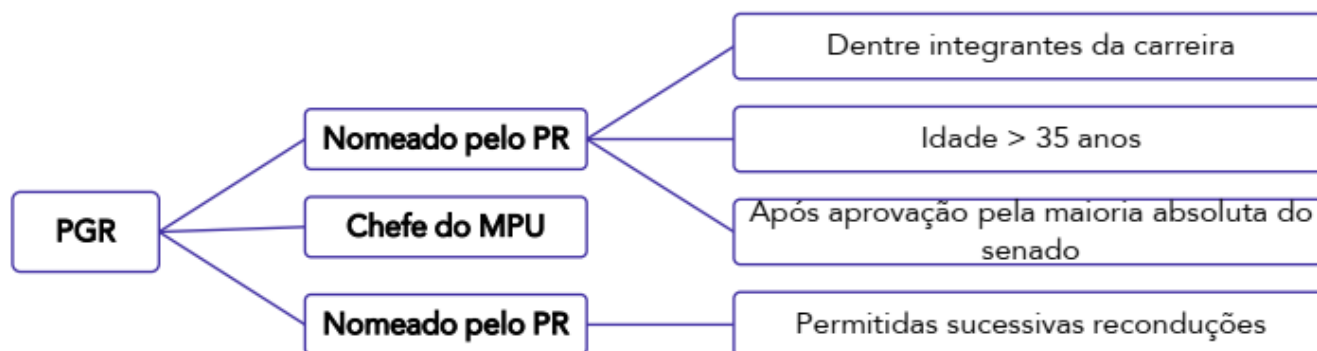 Dentre integrantes da carreira
Nomeado pelo PR
Idade > 35 anos
Após aprovação pela maioria absoluta do
senado
PGR
Chefe do MPU
Nomeado pelo PR
Permitidas sucessivas reconduções